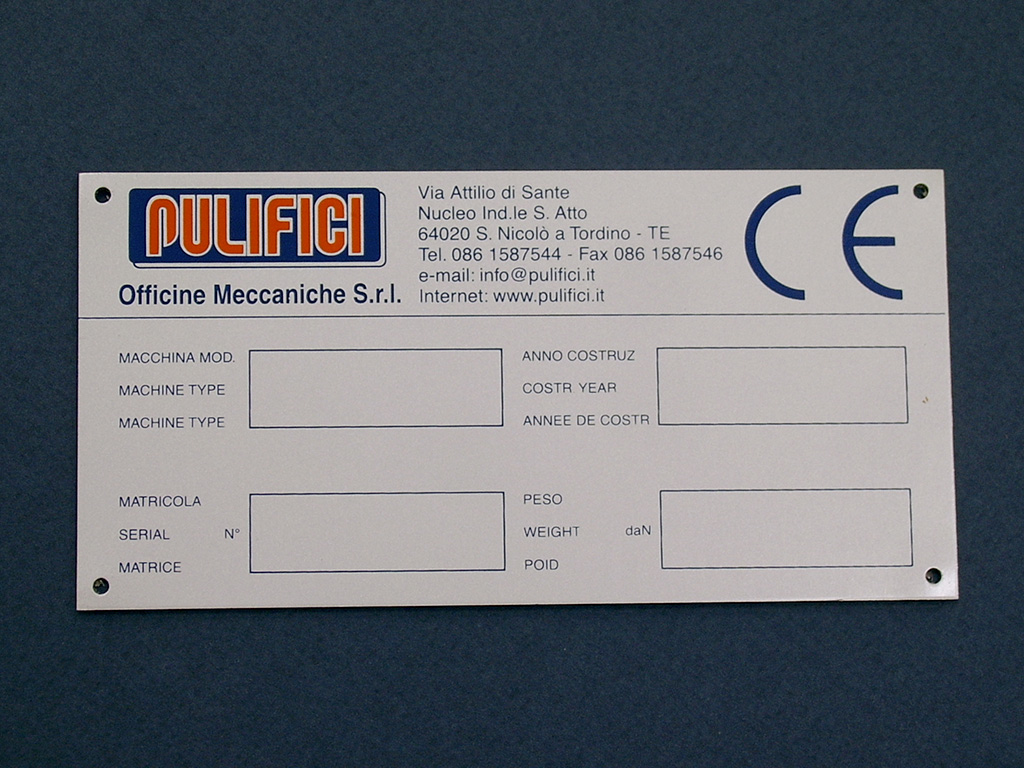 PULIFICI
Officine Meccaniche S.r.l.
Via Attilio di Sante
Nucleo Ind.le S. Atto
64020 S. Nicolò a Tordino - TE
Tel. 086 1587544 - Fax 086 1587546
e-mail: info@pulifici.it
Internet: www.pulifici.it
CE
MACCHINA MOD.
MACHINE TYPE
MACHINE TYPE
ANNO COSTRUZ
COSTR YEAR
ANNEE DE COSTR
MATRICOLA
SERIAL N°
MATRICE
PESO
WEIGHT daN
POID